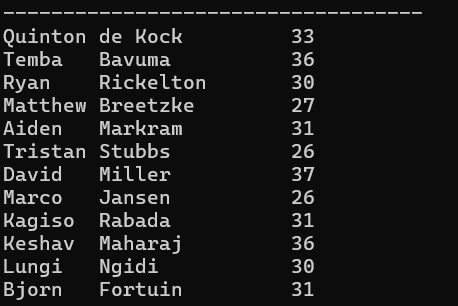 -----------------------------------
Quinton de Kock         33
Temba   Bavuma          36
Ryan    Rickelton       30
Matthew Breetzke        27
Aiden   Markram         31
Tristan Stubbs          26
David   Miller          37
Marco   Jansen          26
Kagiso  Rabada          31
Keshav  Maharaj         36
Lungi   Ngidi           30
Bjorn   Fortuin         31